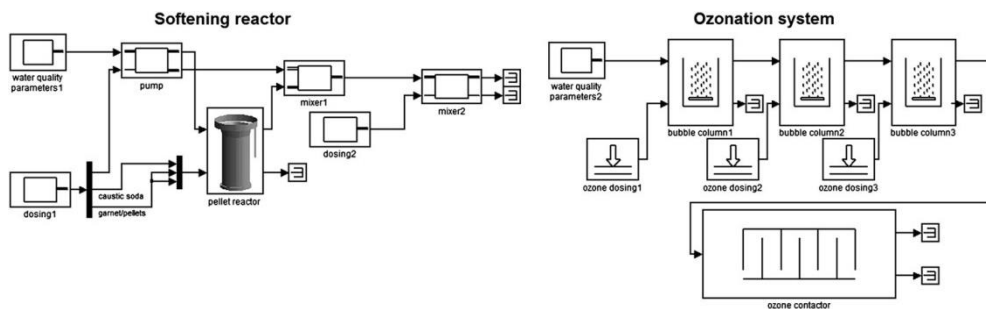 Softening reactor
water quality
parameters1
pump
mixer1
mixer2
dosing2
dosing1
caustic soda
garnet/pellets
pellet reactor
Ozonation system
water quality
parameters2
bubble column1
bubble column2
bubble column3
ozone dosing1
ozone dosing2
ozone dosing3
ozone contactor